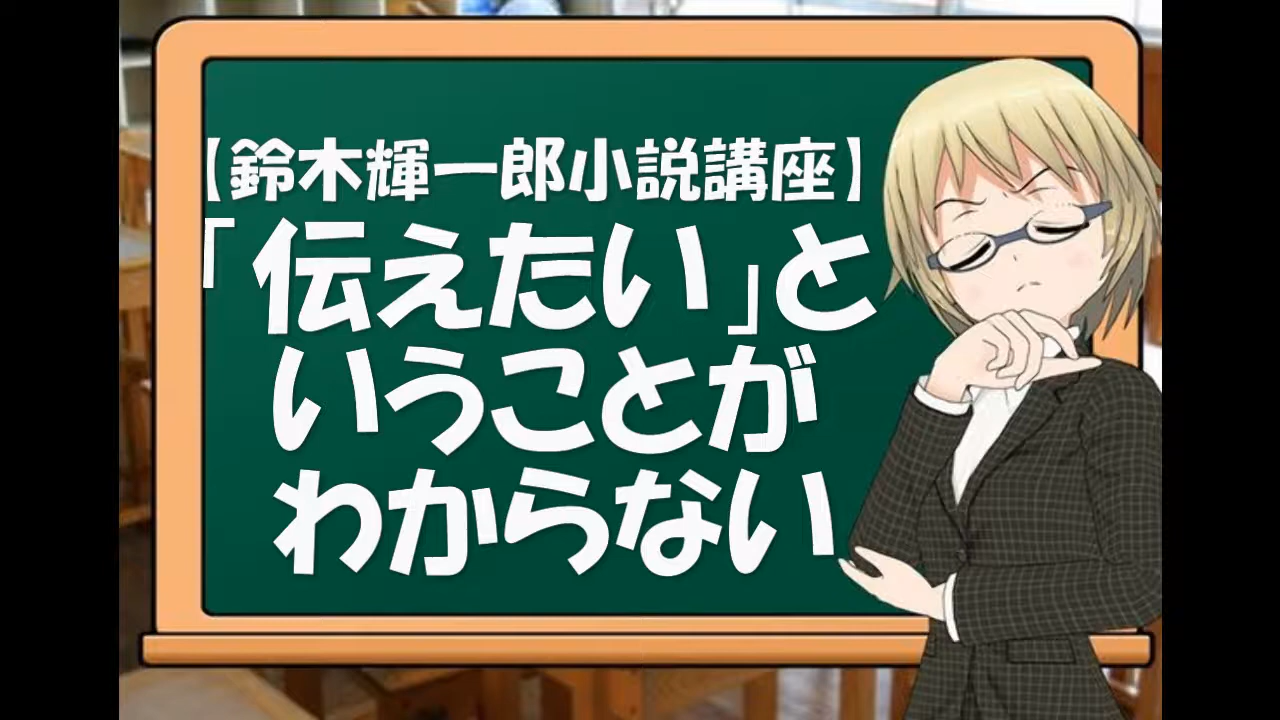 【鈴木輝一郎小説講座】
「伝えたい」と
いうことが
わからない